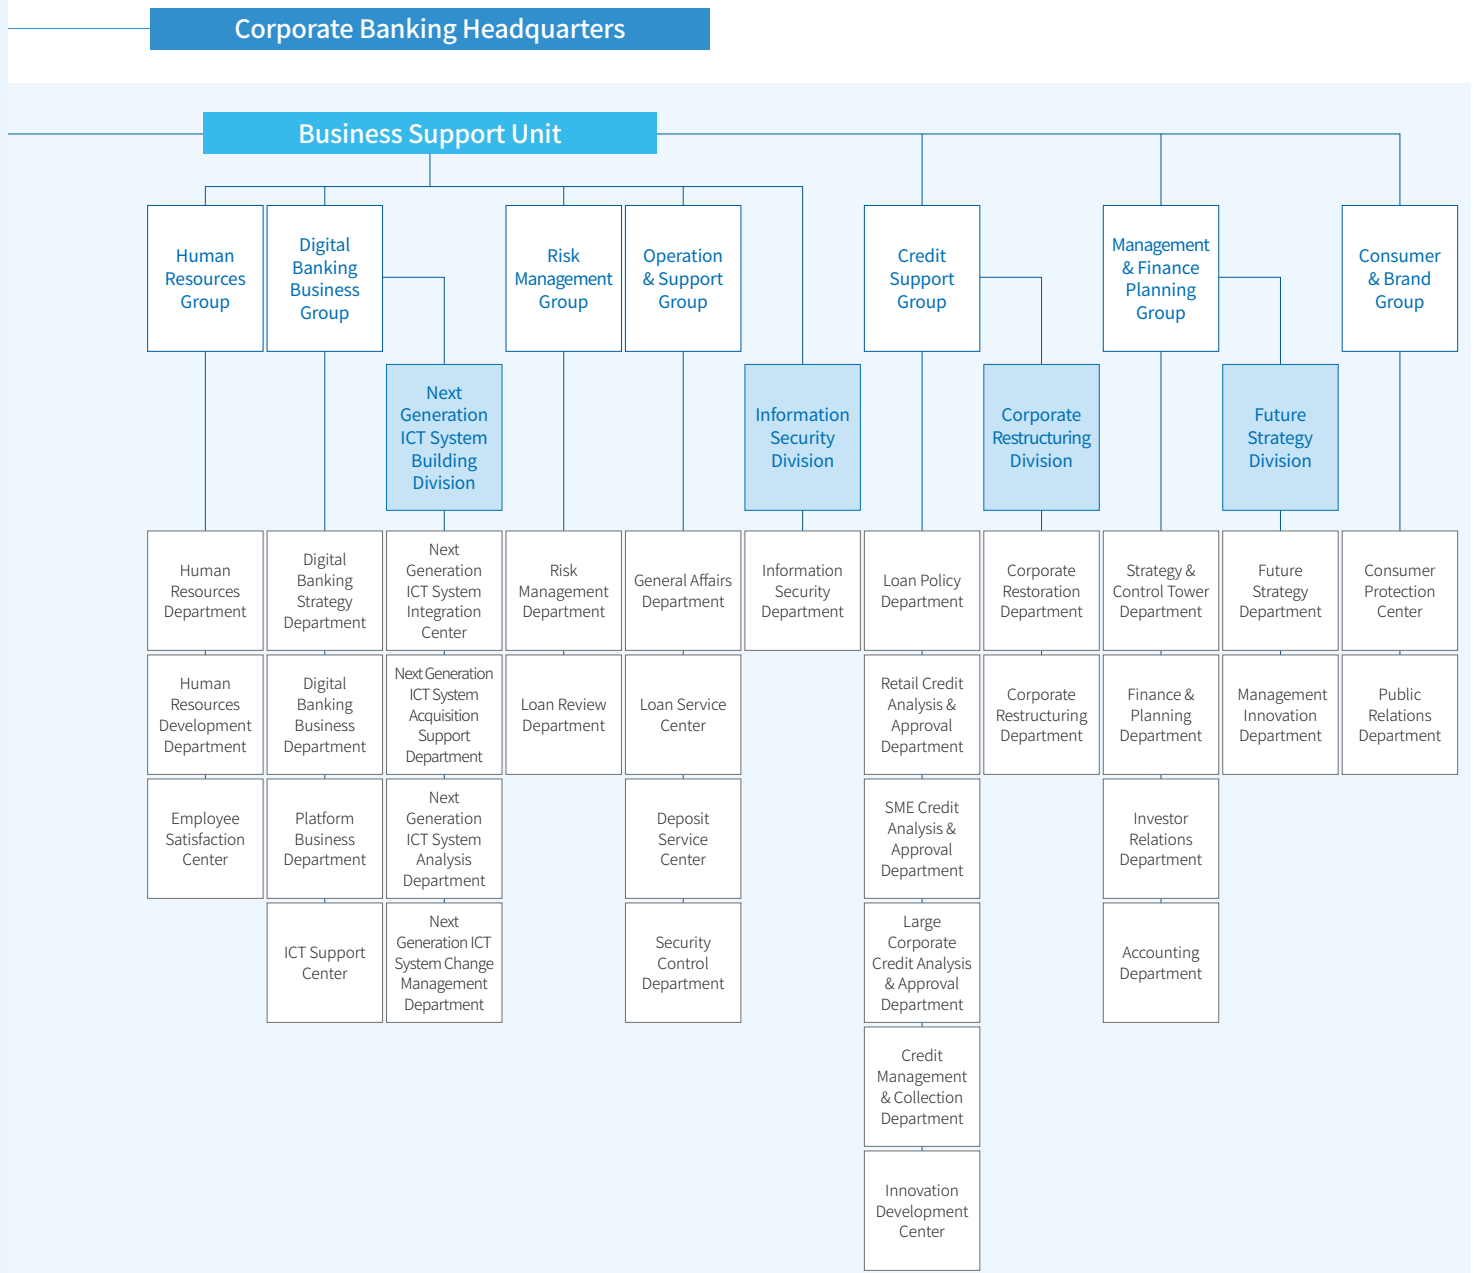 Corporate Banking Headquarters
Business Support Unit
Human
Resources
Group
Digital
Banking
Business
Group
Risk
Management
Group
Operation
& Support
Group
Credit
Support
Group
Management
& Finance
Planning
Group
Consumer
& Brand
Group
Next
Generation
ICT System
Building
Division
Information
Security
Division
Corporate
Restructuring
Division
Future
Strategy
Division
Human
Resources
Department
Digital
Banking
Strategy
Department
Next
Generation
ICT System
Integration
Center
Risk
Management
Department
General Affairs
Department
Information
Security
Department
Loan Policy
Department
Corporate
Restoration
Department
Strategy &
Control Tower
Department
Future
Strategy
Department
Consumer
Protection
Center
Human
Resources
Development
Department
Digital
Banking
Business
Department
Next Generation
ICT System
Acquisition
Support
Department
Loan Review
Department
Loan Service
Center
Retail Credit
Analysis &
Approval
Department
Corporate
Restructuring
Department
Finance &
Planning
Department
Management
Innovation
Department
Public
Relations
Department
Employee
Satisfaction
Center
Platform
Business
Department
Next
Generation
ICT System
Analysis
Department
Deposit
Service
Center
SME Credit
Analysis &
Approval
Department
Investor
Relations
Department
ICT Support
Center
Next
Generation ICT
System Change
Management
Department
Security
Control
Department
Large
Corporate
Credit Analysis
& Approval
Department
Accounting
Department
Credit
Management
& Collection
Department
Innovation
Development
Center